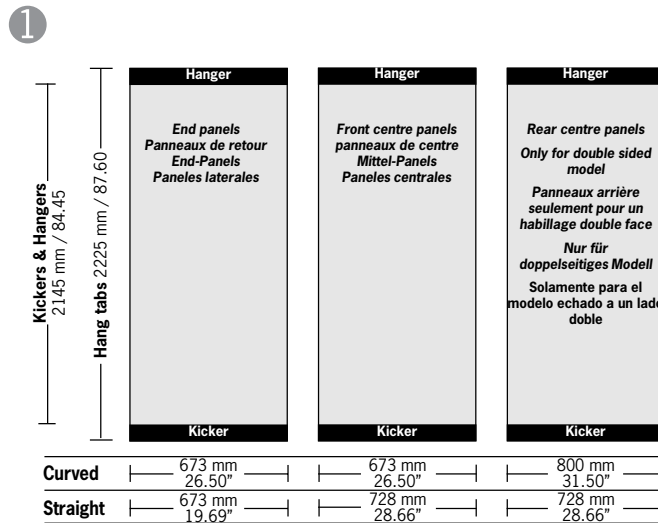 1
Hanger
Hanger
Hanger
Kickers & Hangers
2145 mm / 84.45
Hang tabs 2225 mm / 87.60
End panels
Panneaux de retour
End-Panels
Paneles laterales
Front centre panels
panneaux de centre
Mittel-Panels
Paneles centrales
Rear centre panels
Only for double sided
model
Panneaux arrière
seulement pour un
habillage double face
Nur für
doppelseitiges Modell
Solamente para el
modelo echado a un lado
doble
Kicker
Kicker
Kicker
Curved
673 mm
26.50”
673 mm
26.50”
800 mm
31.50”
Straight
673 mm
19.69”
728 mm
28.66”
728 mm
28.66”